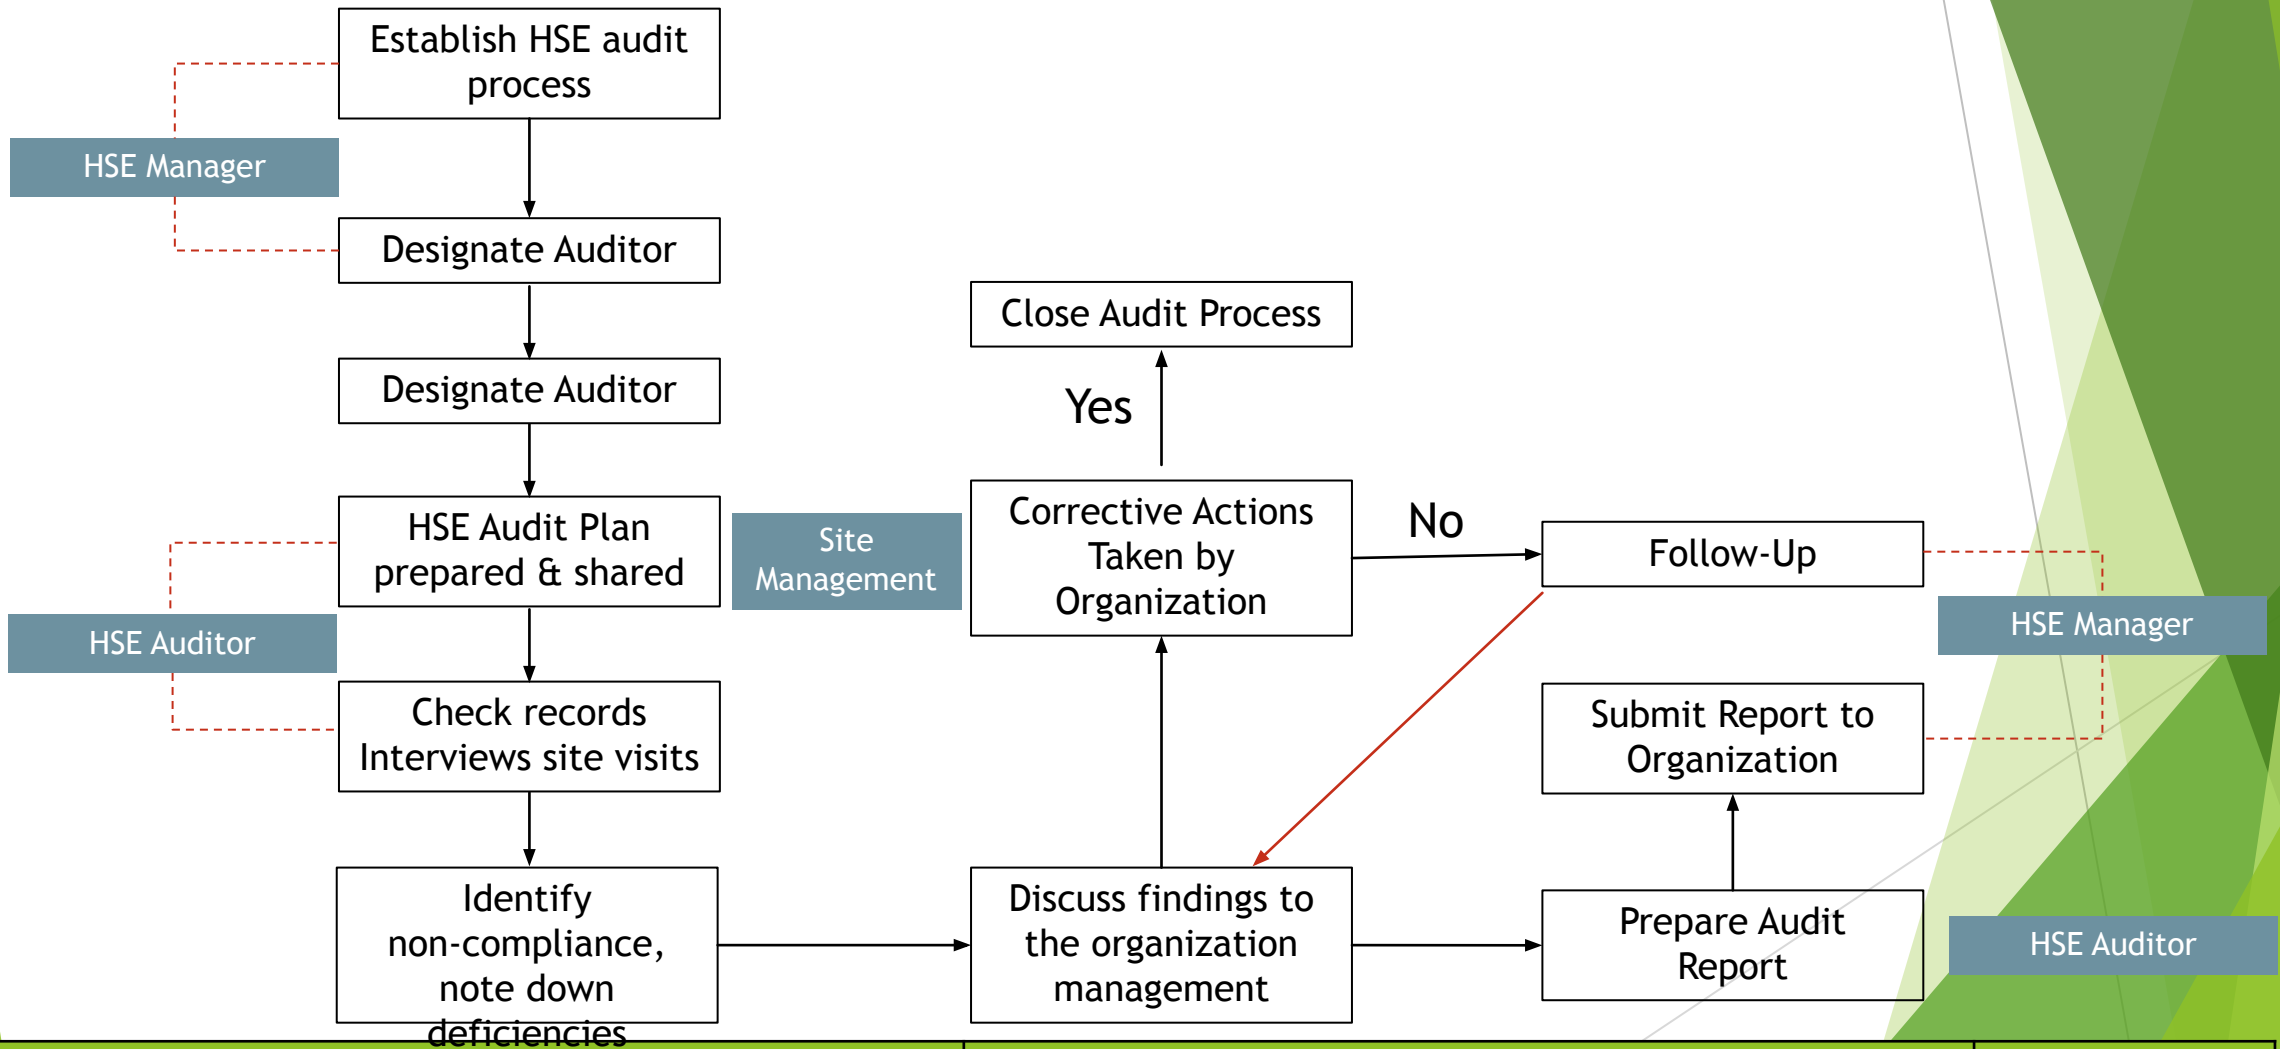 Establish HSE audit
process
HSE Manager
Designate Auditor
Designate Auditor
HSE Audit Plan
prepared & shared
HSE Auditor
Check records
Interviews site visits
Identify
non-compliance,
note down
deficiencies
Close Audit Process
Yes
Site
Management
Corrective Actions
Taken by
Organization
No
Follow-Up
HSE Manager
Submit Report to
Organization
Discuss findings to
the organization
management
Prepare Audit
Report
HSE Auditor